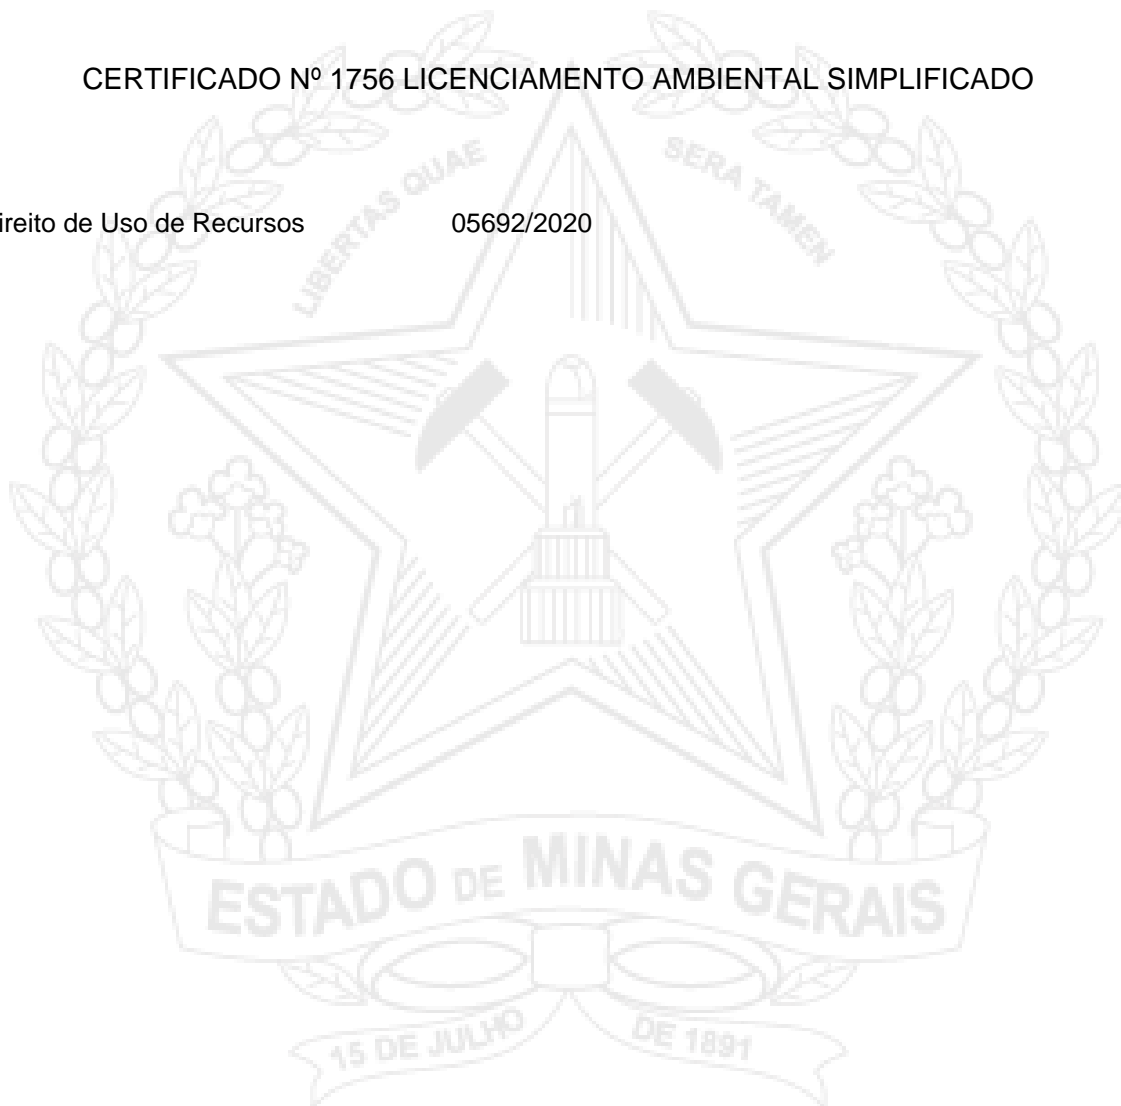 CERTIFICADO Nº 1756 LICENCIAMENTO AMBIENTAL SIMPLIFICADO
LIBERTAS QUAE SERA TAMEN
ireito de Uso de Recursos 05692/2020
ESTADO DE MINAS GERAIS
15 DE JULHO DE 1891